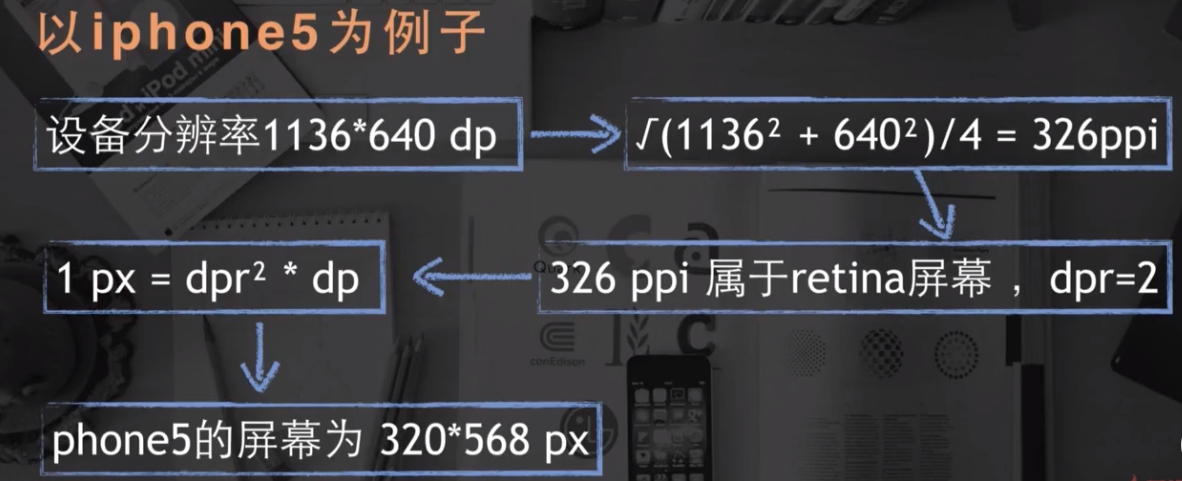 以iphone5为例子
设备分辨率1136*640 dp
√(1136² + 640²)/4 = 326ppi
326 ppi 属于retina屏幕， dpr=2
1 px = dpr² * dp
phone5的屏幕为 320*568 px
iPod mini
conEdison